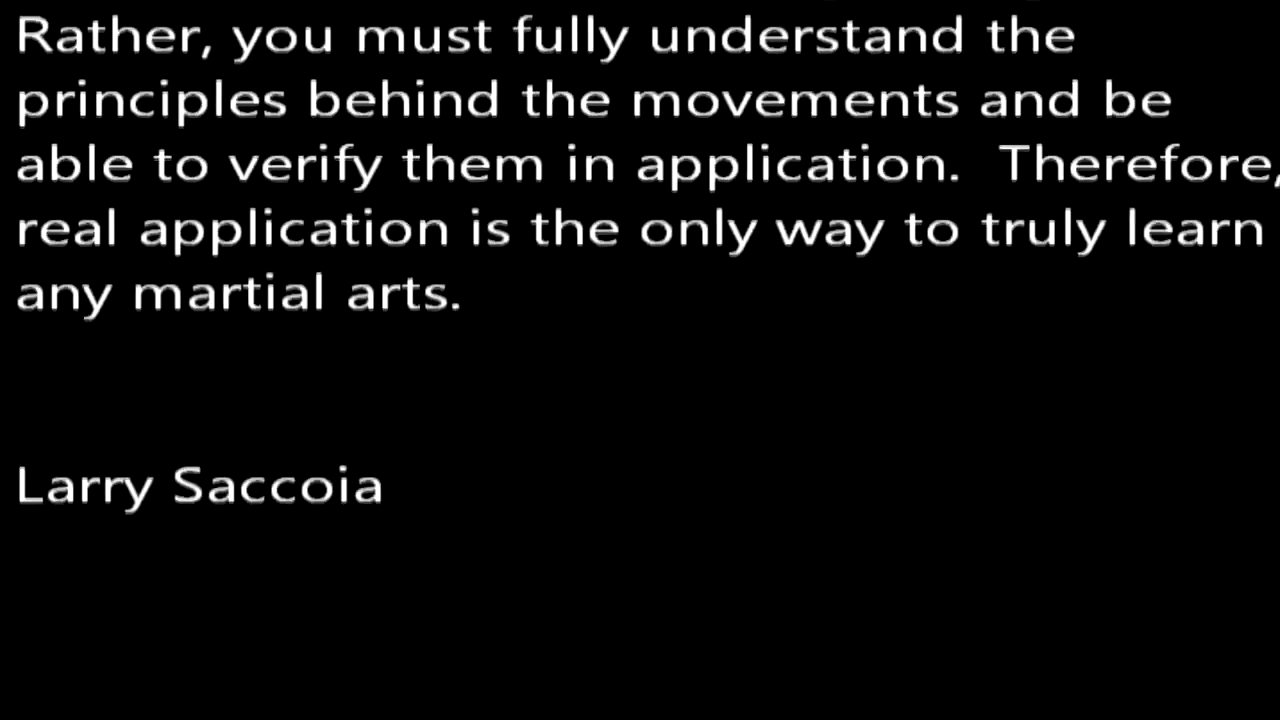 Rather, you must fully understand the
principles behind the movements and be
able to verify them in application.  Therefore,
real application is the only way to truly learn
any martial arts.
Larry Saccoia